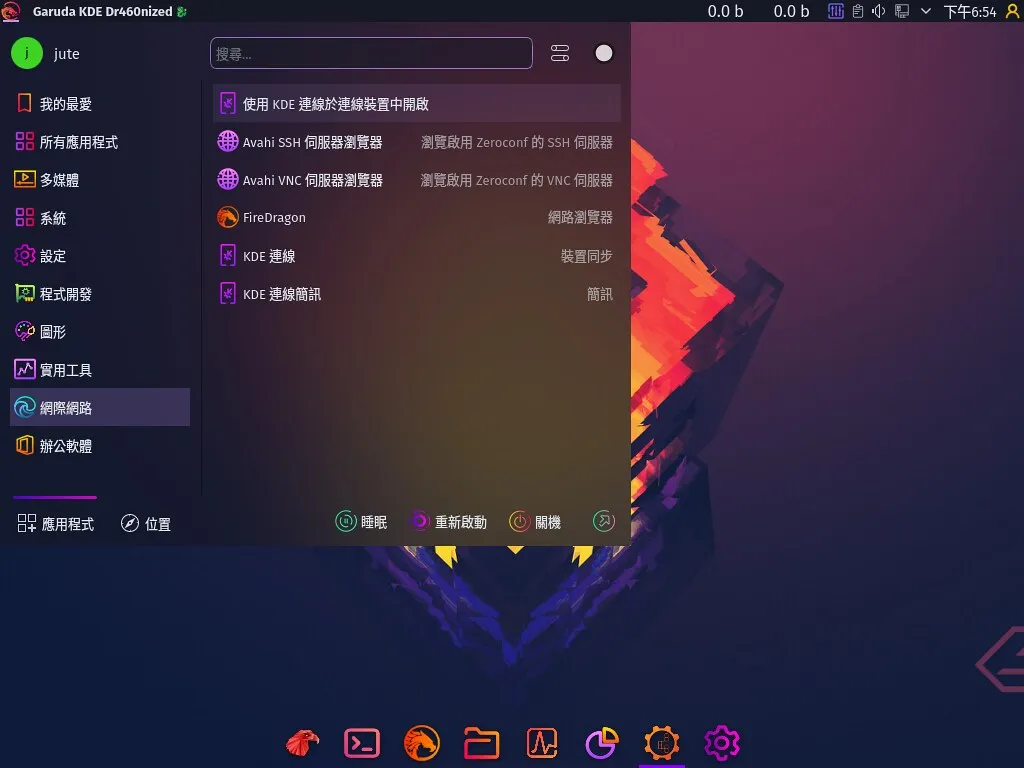 Garuda KDE Dr460nized
0.0 b
0.0 b
下午6:54
j
jute
搜尋...
我的最愛
所有應用程式
多媒體
系統
設定
程式開發
圖形
實用工具
網際網路
辦公軟體
使用 KDE 連線於連線裝置中開啟
Avahi SSH 伺服器瀏覽器 瀏覽啟用 Zeroconf 的 SSH 伺服器
Avahi VNC 伺服器瀏覽器 瀏覽啟用 Zeroconf 的 VNC 伺服器
FireDragon 網路瀏覽器
KDE 連線 裝置同步
KDE 連線簡訊 簡訊
應用程式
位置
睡眠
重新啟動
關機